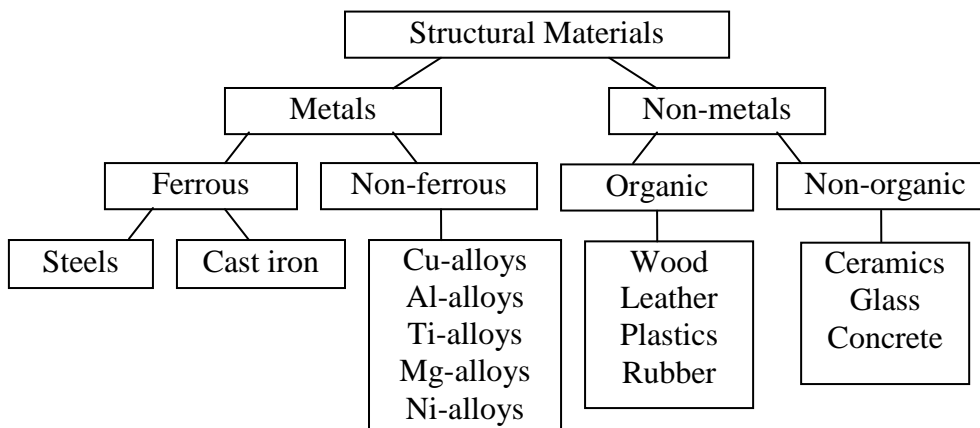 Structural Materials
Metals
Non-metals
Ferrous
Non-ferrous
Organic
Non-organic
Steels
Cast iron
Cu-alloys
Al-alloys
Ti-alloys
Mg-alloys
Ni-alloys
Wood
Leather
Plastics
Rubber
Ceramics
Glass
Concrete